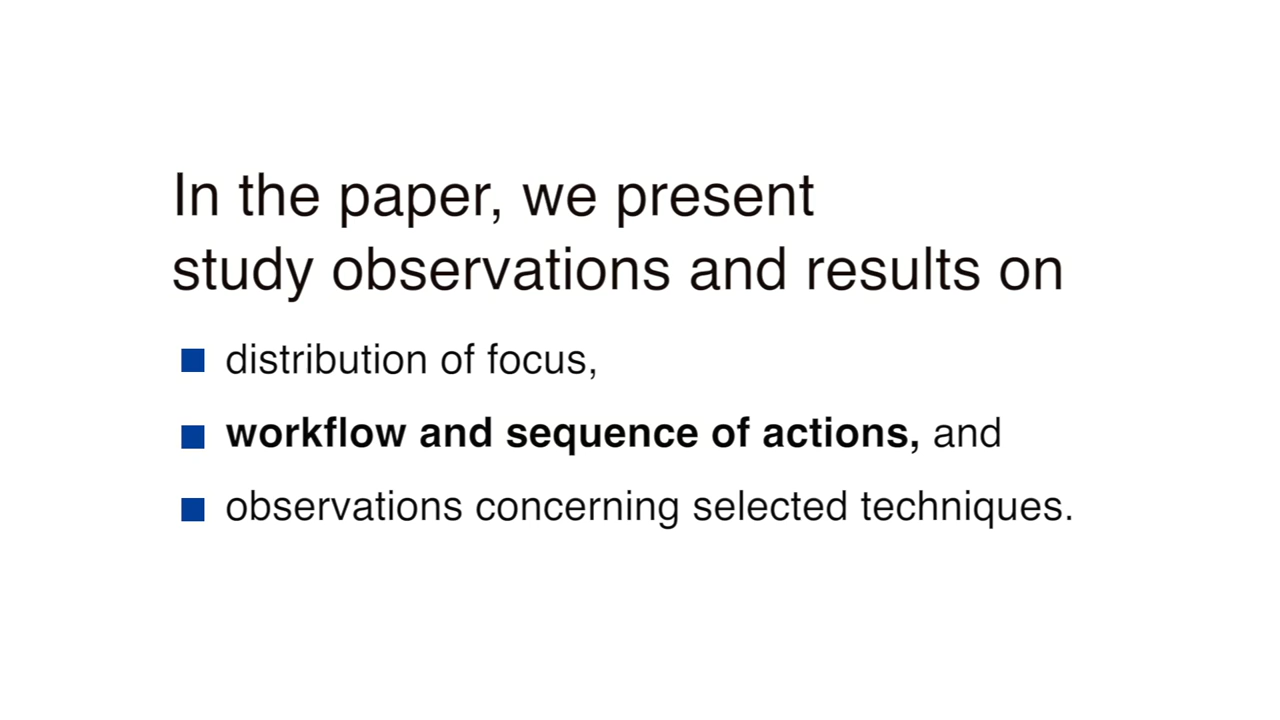 In the paper, we present
study observations and results on
distribution of focus,
workflow and sequence of actions, and
observations concerning selected techniques.